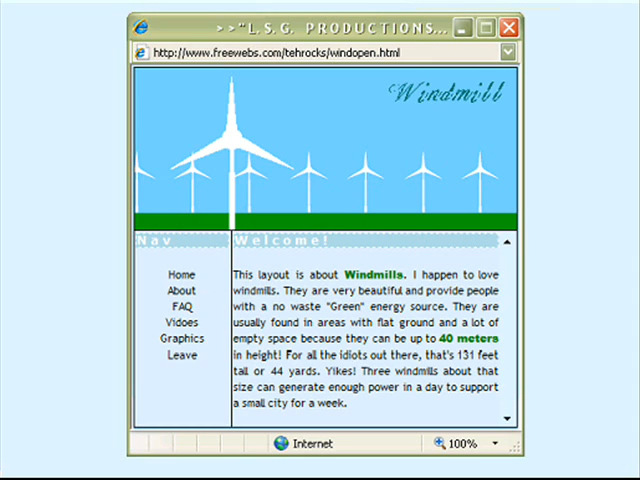 >>"L.S.G. PRODUCTIONS...
http://www.freewebs.com/tehrocks/windopen.html
Windmill
Nav
Welcome!
Home
About
FAQ
Vidoes
Graphics
Leave
This layout is about Windmills. I happen to love
windmills. They are very beautiful and provide people
with a no waste "Green" energy source. They are
usually found in areas with flat ground and a lot of
empty space because they can be up to 40 meters
in height! For all the idiots out there, that's 131 feet
tall or 44 yards. Yikes! Three windmills about that
size can generate enough power in a day to support
a small city for a week.
Internet
100%